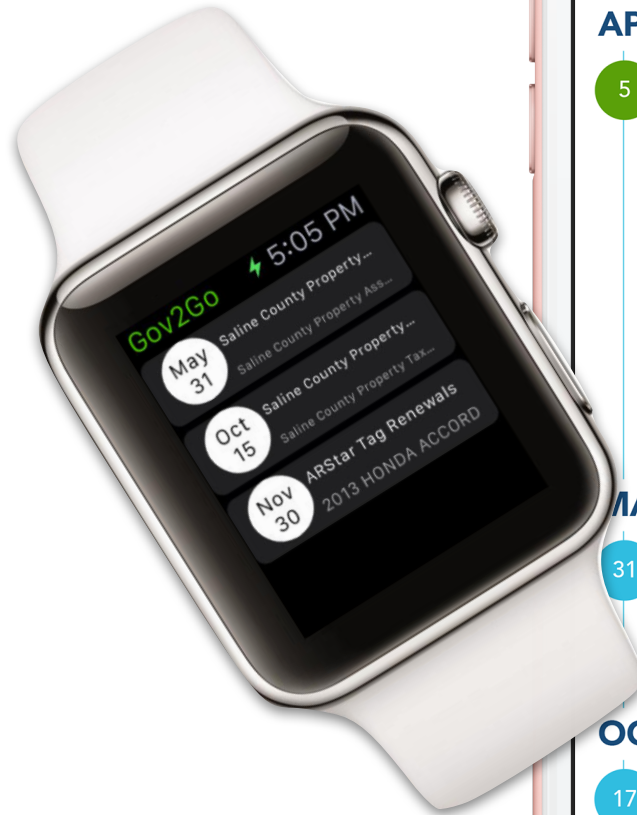 Gov2Go
5:05 PM
Saline County Property...
May
31
Saline County Property Ass...
Saline County Property...
Oct
15
Saline County Property Tax...
ARStar Tag Renewals
Nov
30
2013 HONDA ACCORD
AP
5
MA
31
OC
17